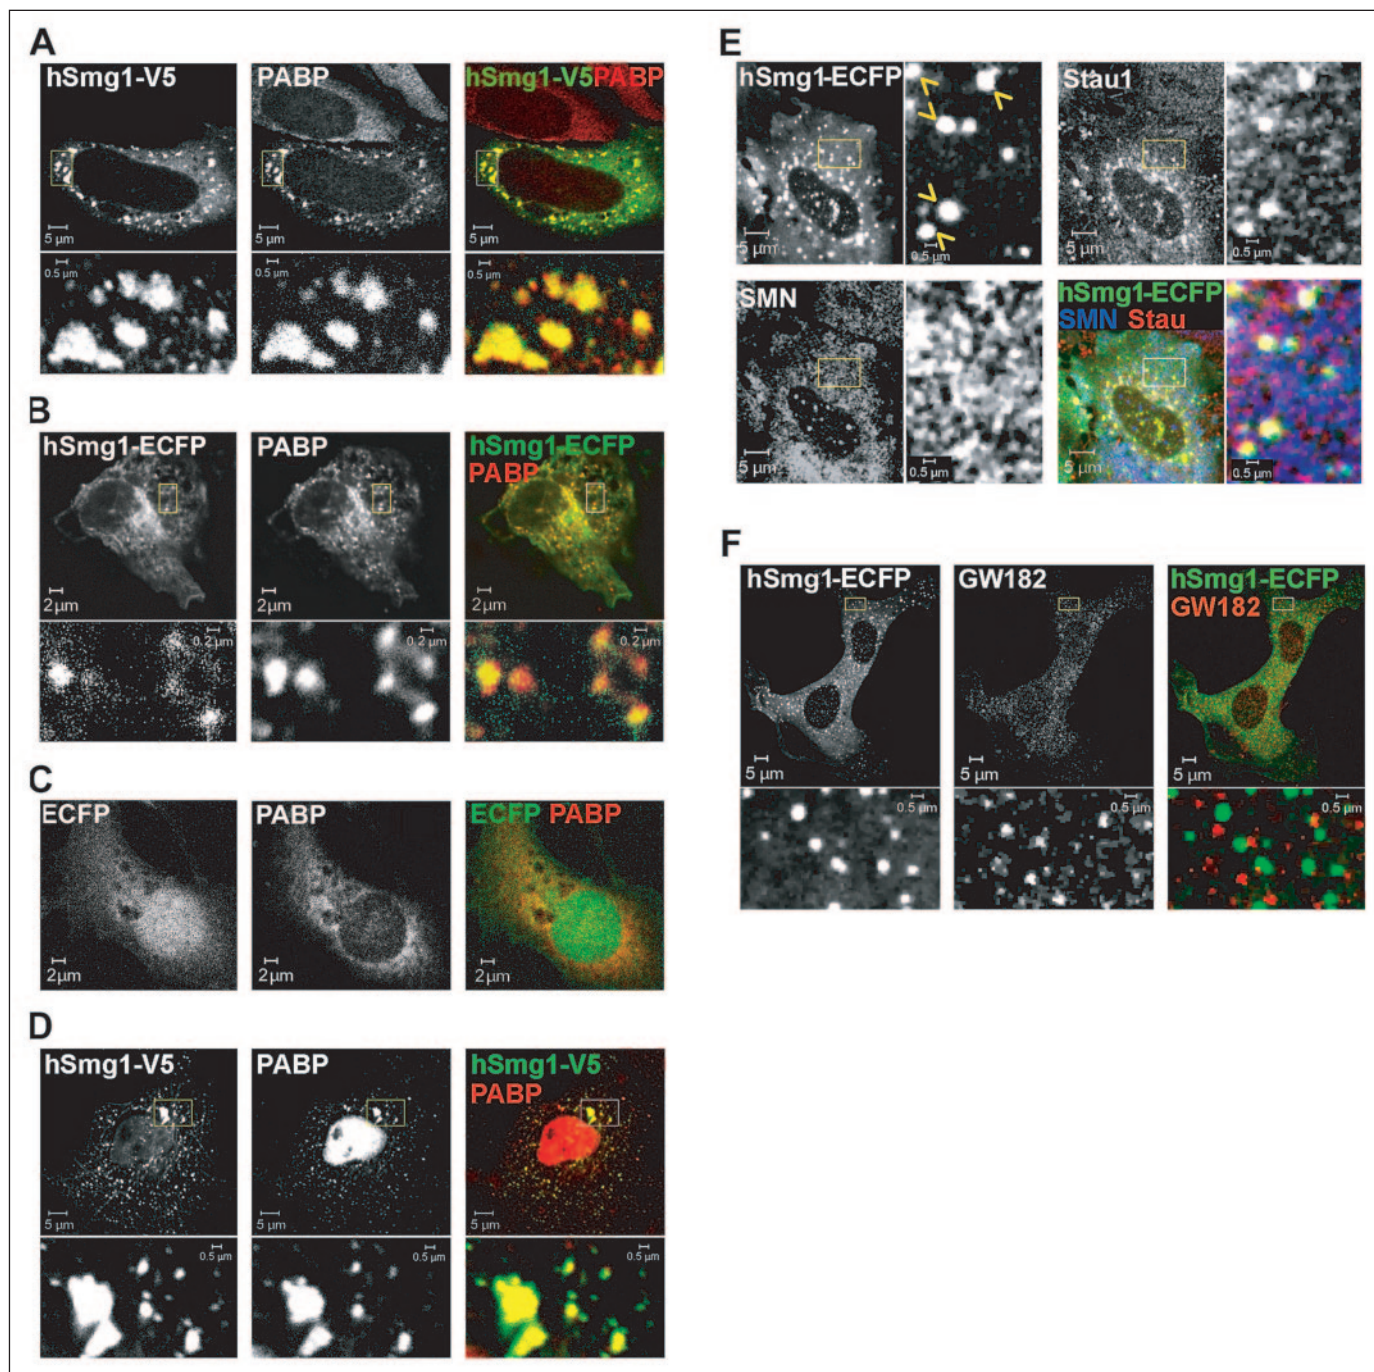 A
hSmg1-V5 PABP hSmg1-V5PABP
5 µm 5 µm 5 µm
0.5 µm 0.5 µm 0.5 µm
B
hSmg1-ECFP PABP hSmg1-ECFP
PABP
2µm 2µm 2µm
0.2 µm 0.2 µm 0.2 µm
C
ECFP PABP ECFP PABP
2µm 2µm 2µm
D
hSmg1-V5 PABP hSmg1-V5
PABP
5 µm 5 µm 5 µm
0.5 µm 0.5 µm 0.5 µm
E
hSmg1-ECFP Stau1
5 µm 0.5 µm 5 µm 0.5 µm
SMN hSmg1-ECFP
SMN Stau
5 µm 0.5 µm 5 µm 0.5 µm
F
hSmg1-ECFP GW182 hSmg1-ECFP
GW182
5 µm 5 µm 5 µm
0.5 µm 0.5 µm 0.5 µm